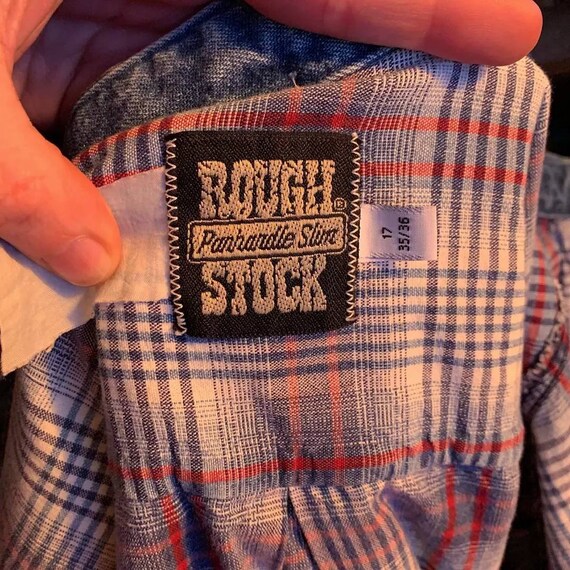 ROUGH ®
Panhandle Slim
STOCK
17
35/36